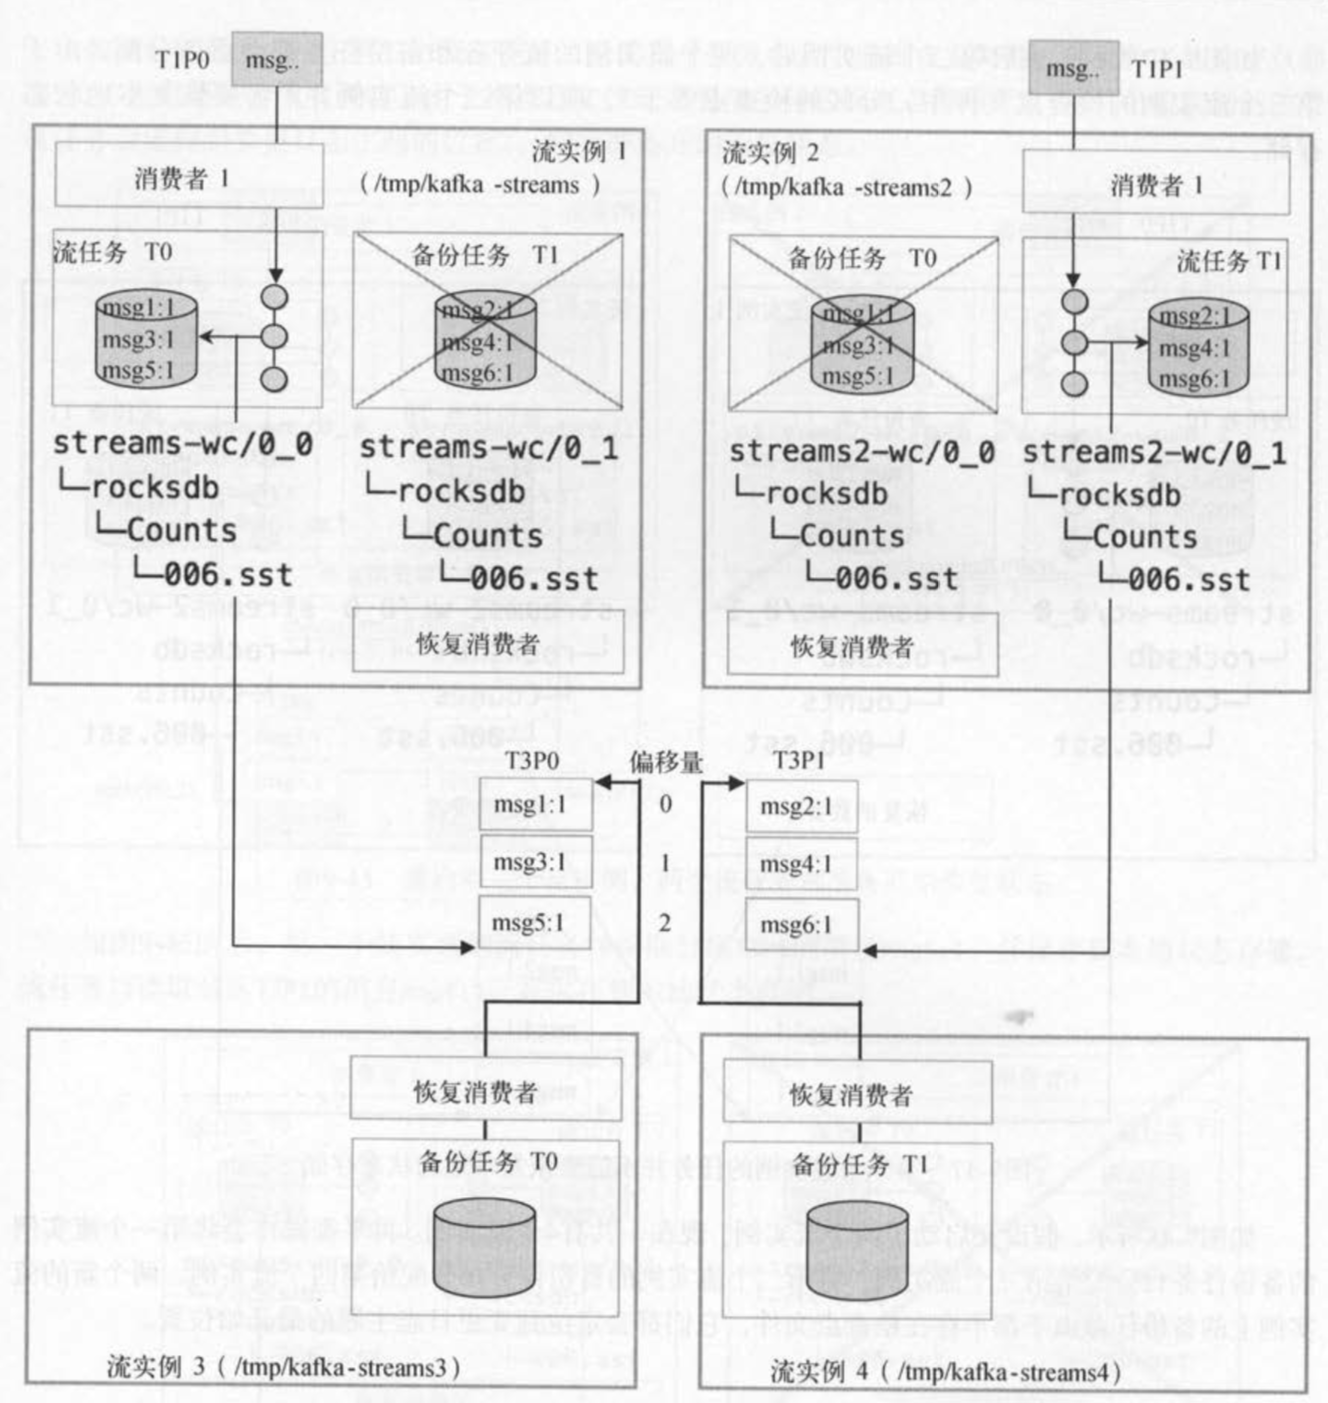 T1P0
msg..
msg..
T1P1
消费者 1
流实例 1
(/tmp/kafka -streams )
流任务 T0
msg1:1
msg3:1
msg5:1
备份任务 T1
msg2:1
msg4:1
msg6:1
streams-wc/0_0
└─rocksdb
└─Counts
└─006.sst
streams-wc/0_1
└─rocksdb
└─Counts
└─006.sst
恢复消费者
流实例 2
(/tmp/kafka -streams2 )
消费者 1
备份任务 T0
msg1:1
msg3:1
msg5:1
流任务 T1
msg2:1
msg4:1
msg6:1
streams2-wc/0_0
└─rocksdb
└─Counts
└─006.sst
streams2-wc/0_1
└─rocksdb
└─Counts
└─006.sst
恢复消费者
T3P0
偏移量
T3P1
msg1:1
0
msg2:1
msg3:1
1
msg4:1
msg5:1
2
msg6:1
恢复消费者
备份任务 T0
流实例 3 ( /tmp/kafka-streams3)
恢复消费者
备份任务 T1
流实例 4 ( /tmp/kafka-streams4)